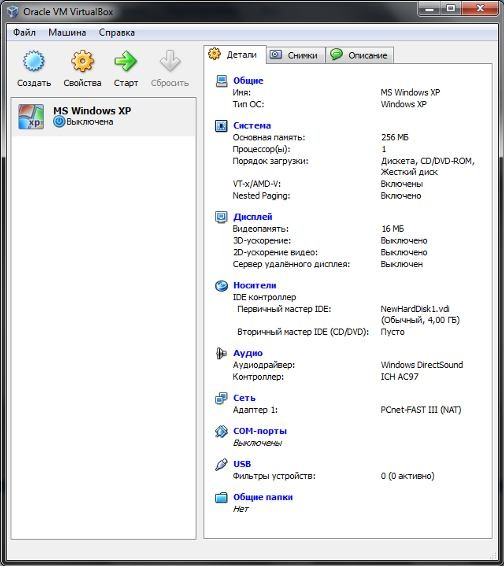 Oracle VM VirtualBox
Файл Машина Справка
Создать Свойства Старт Сбросить
Детали Снимки Описание
MS Windows XP
Выключена
xp
Общие
Имя: MS Windows XP
Тип ОС: Windows XP
Система
Основная память: 256 МБ
Процессор(ы): 1
Порядок загрузки: Дискета, CD/DVD-ROM,
Жесткий диск
VT-x/AMD-V: Включены
Nested Paging: Включено
Дисплей
Видеопамять: 16 МБ
3D-ускорение: Выключено
2D-ускорение видео: Выключено
Сервер удалённого дисплея: Выключен
Носители
IDE контроллер
Первичный мастер IDE: NewHardDisk1.vdi
(Обычный, 4,00 ГБ)
Вторичный мастер IDE (CD/DVD): Пусто
Аудио
Аудиодрайвер: Windows DirectSound
Контроллер: ICH AC97
Сеть
Адаптер 1: PCnet-FAST III (NAT)
COM-порты
Выключены
USB
Фильтры устройств: 0 (0 активно)
Общие папки
Нет